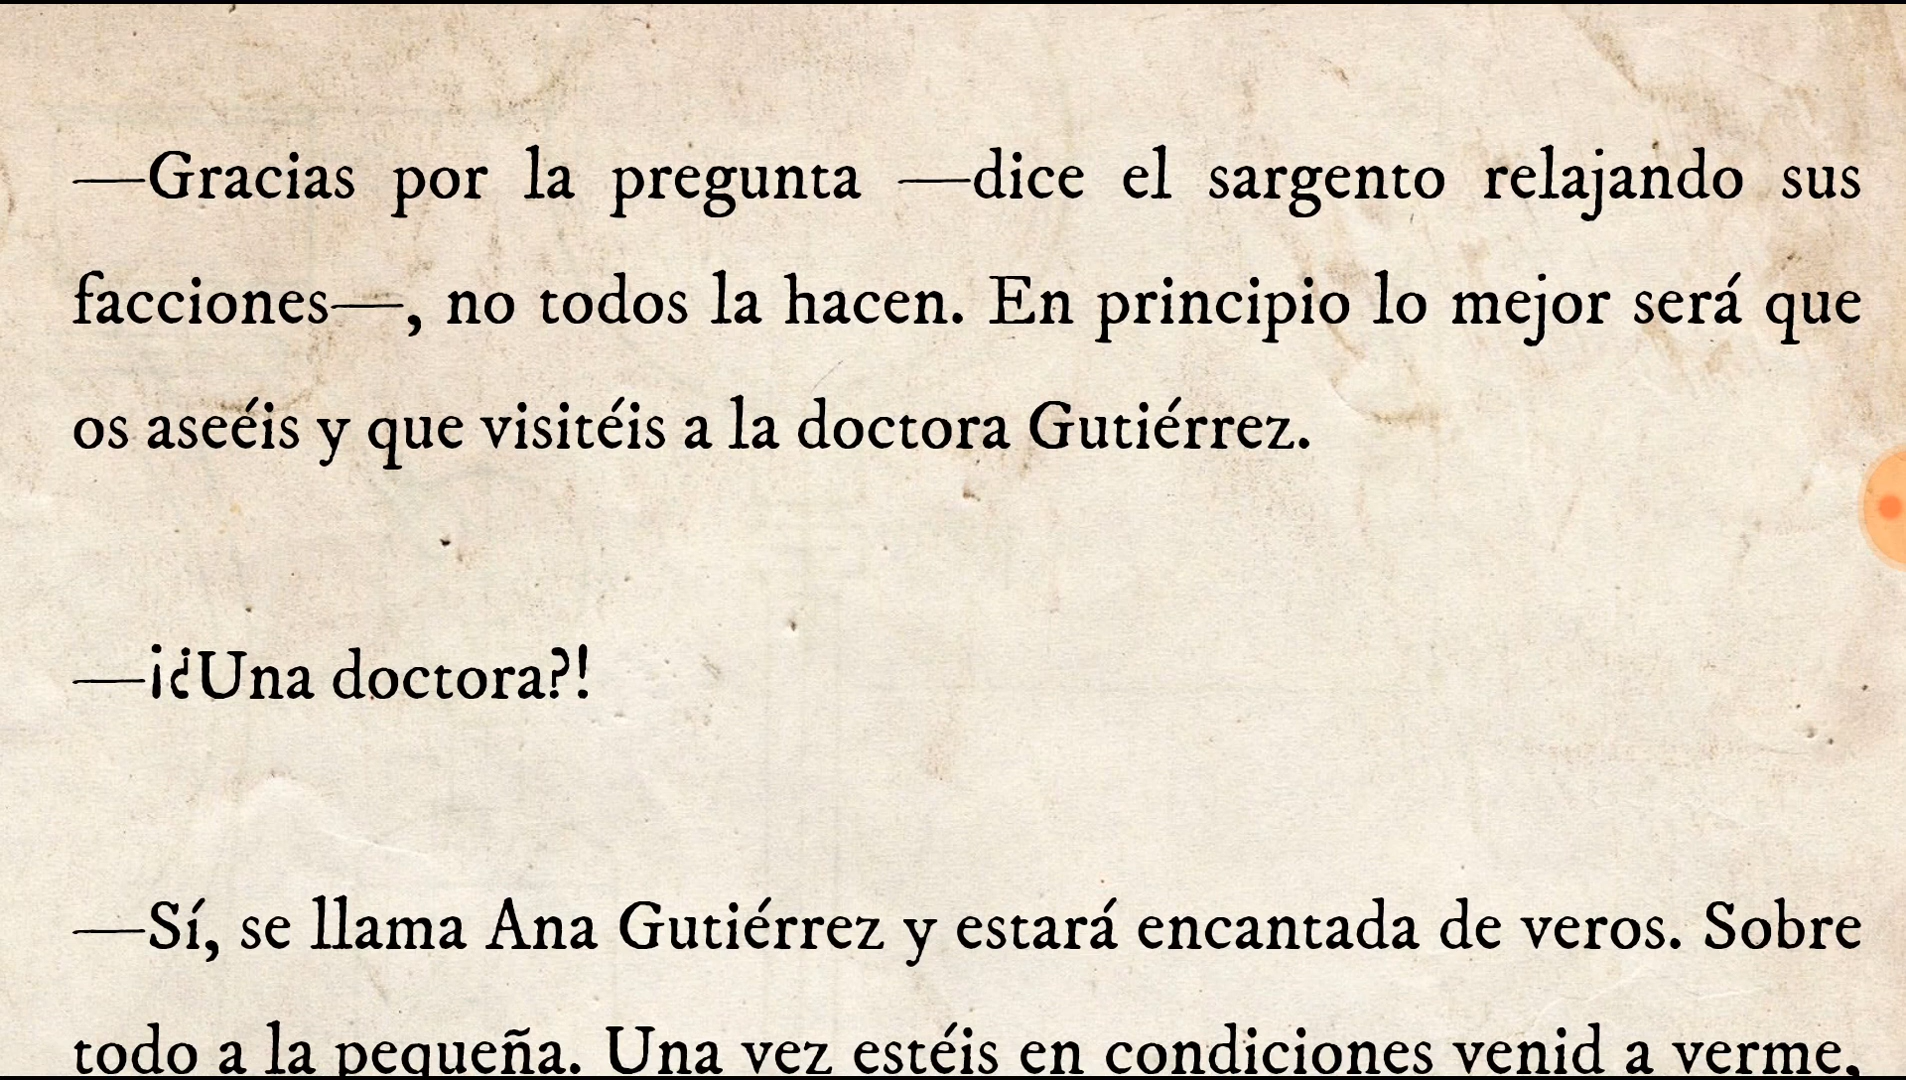 —Gracias por la pregunta —dice el sargento relajando sus
facciones—, no todos la hacen. En principio lo mejor será que
os aseéis y que visitéis a la doctora Gutiérrez.
—¡¿Una doctora?!
—Sí, se llama Ana Gutiérrez y estará encantada de veros. Sobre
todo a la pequeña. Una vez estéis en condiciones venid a verme,